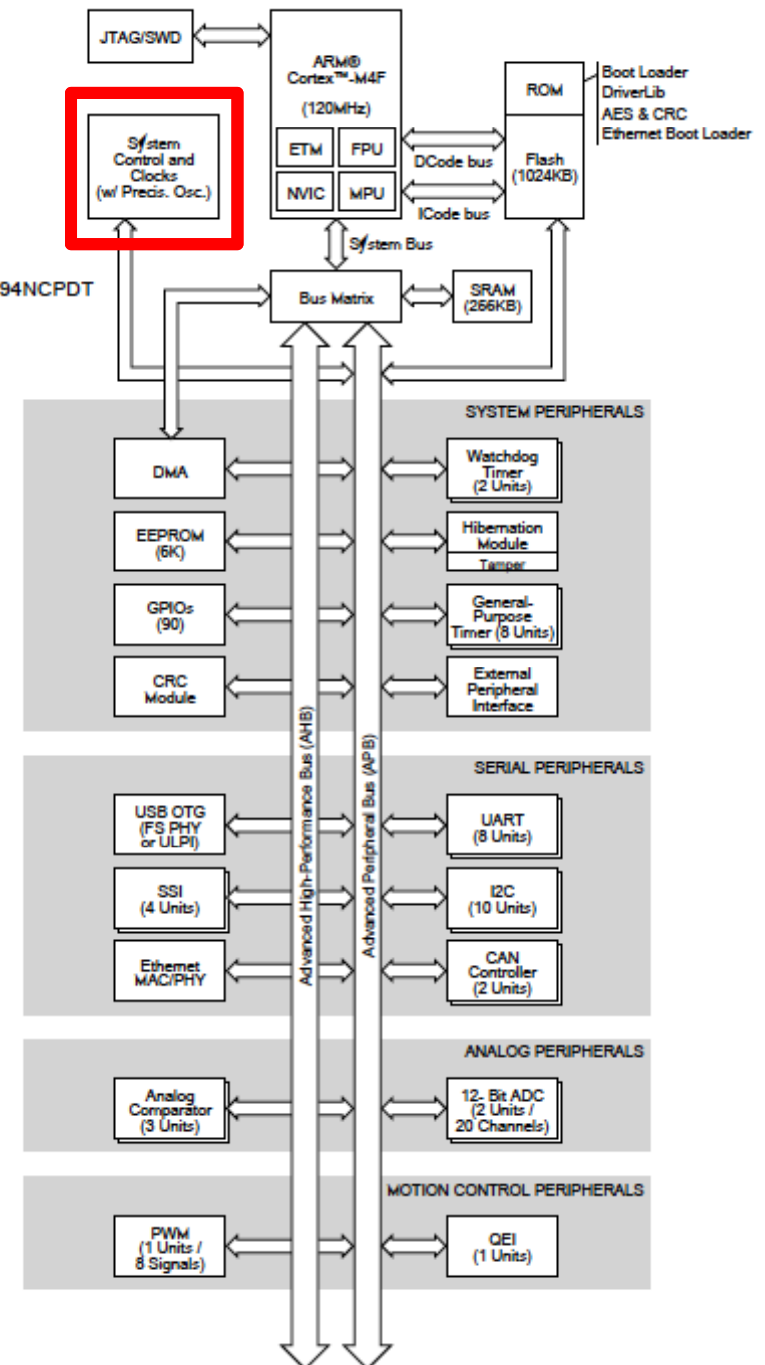 JTAG/SWD
ARM®
Cortex™-M4F
(120MHz)
ETM
FPU
NVIC
MPU
ROM
Flash
(1024KB)
Boot Loader
DriverLib
AES & CRC
Ethernet Boot Loader
DCode bus
ICode bus
System
Control and
Clocks
(w/ Precis. Osc.)
System Bus
94NCPDT
Bus Matrix
SRAM
(256KB)
SYSTEM PERIPHERALS
DMA
Watchdog
Timer
(2 Units)
EEPROM
(6K)
Hibernation
Module
Tamper
GPIOs
(90)
General-
Purpose
Timer (8 Units)
CRC
Module
External
Peripheral
Interface
Advanced High-Performance Bus (AHB)
Advanced Peripheral Bus (APB)
SERIAL PERIPHERALS
USB OTG
(FS PHY
or ULPI)
UART
(8 Units)
SSI
(4 Units)
I2C
(10 Units)
Ethernet
MAC/PHY
CAN
Controller
(2 Units)
ANALOG PERIPHERALS
Analog
Comparator
(3 Units)
12- Bit ADC
(2 Units /
20 Channels)
MOTION CONTROL PERIPHERALS
PWM
(1 Units /
8 Signals)
QEI
(1 Units)